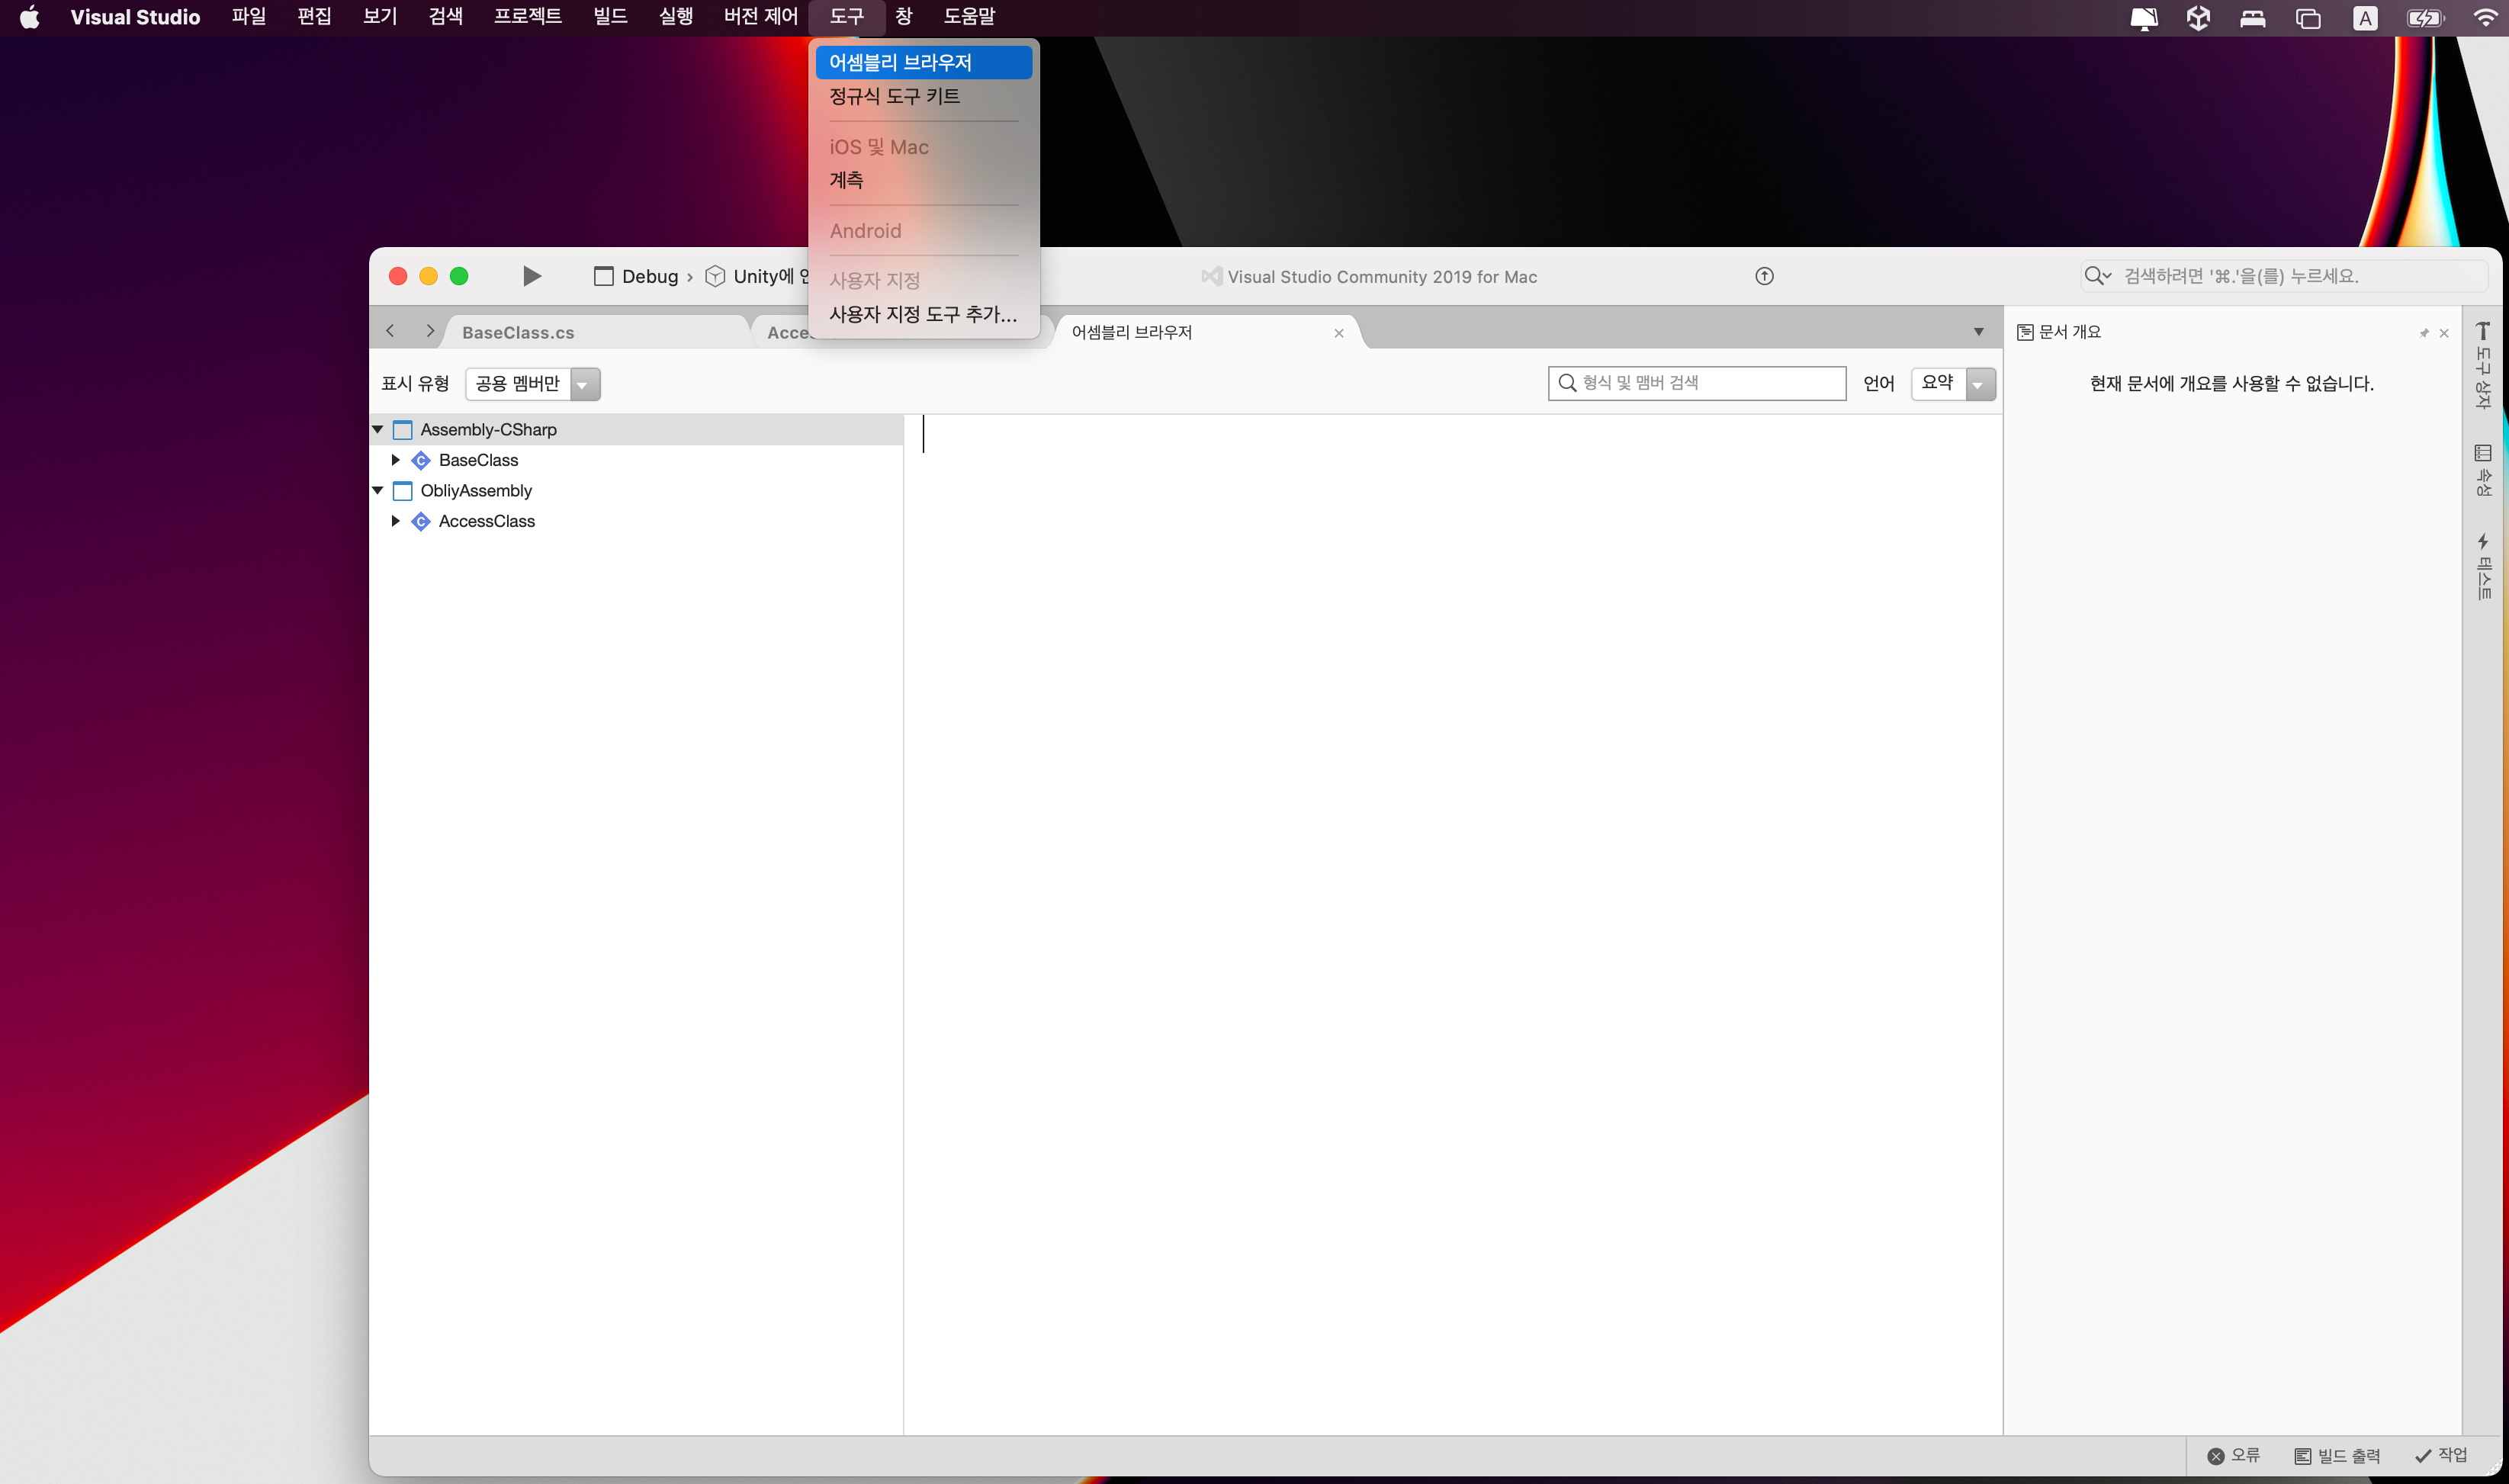 Visual Studio 파일 편집 보기 검색 프로젝트 빌드 실행 버전 제어 도구 창 도움말 A
어셈블리 브라우저
정규식 도구 키트
iOS 및 Mac
계측
Android
사용자 지정
사용자 지정 도구 추가...
Debug › Unity에
Visual Studio Community 2019 for Mac
검색하려면 '⌘.'을(를) 누르세요.
BaseClass.cs
Acces
어셈블리 브라우저
문서 개요
표시 유형 공용 멤버만
형식 및 맴버 검색
언어 요약
현재 문서에 개요를 사용할 수 없습니다.
Assembly-CSharp
BaseClass
ObliyAssembly
AccessClass
도구 상자
속성
테스트
오류 빌드 출력 작업